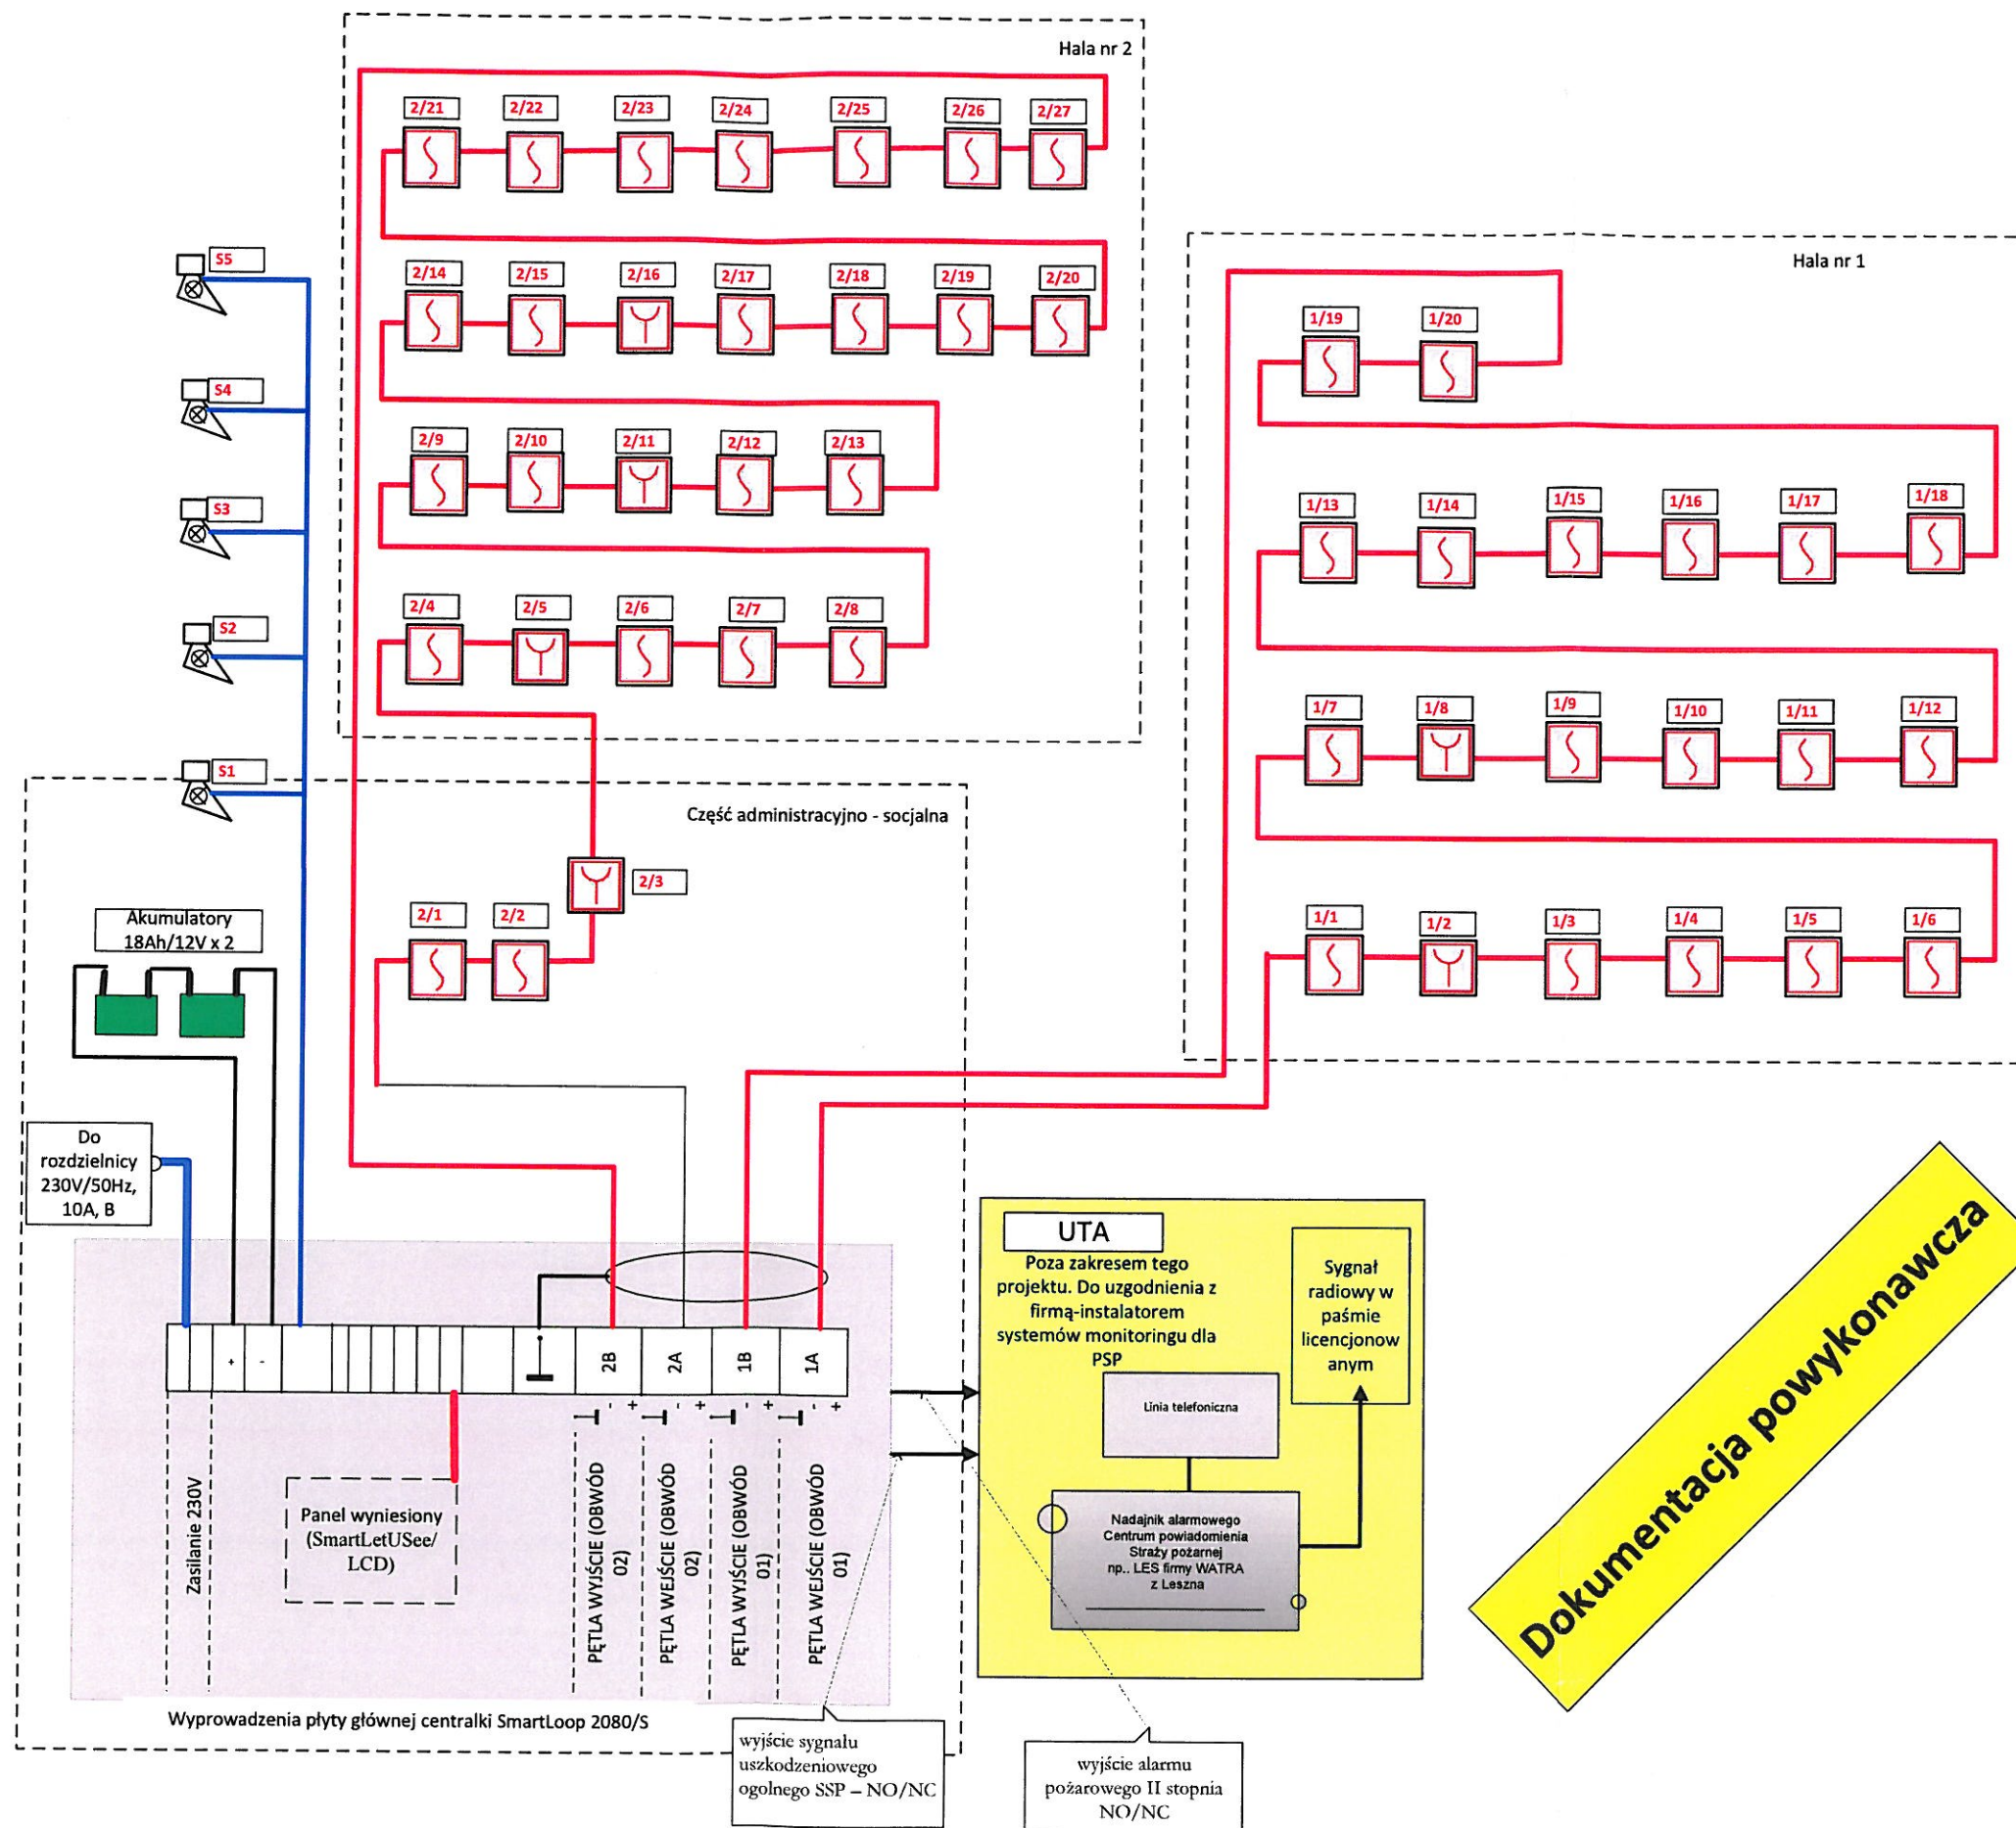 Hala nr 2
2/21 2/22 2/23 2/24 2/25 2/26 2/27
2/14 2/15 2/16 2/17 2/18 2/19 2/20
2/9 2/10 2/11 2/12 2/13
2/4 2/5 2/6 2/7 2/8
S5
S4
S3
S2
S1
Hala nr 1
1/19 1/20
1/13 1/14 1/15 1/16 1/17 1/18
1/7 1/8 1/9 1/10 1/11 1/12
1/1 1/2 1/3 1/4 1/5 1/6
Część administracyjno - socjalna
2/3
2/1 2/2
Akumulatory
18Ah/12V x 2
Do
rozdzielnicy
230V/50Hz,
10A, B
+ -
2B 2A 1B 1A
- + - + - + - +
Zasilanie 230V
Panel wyniesiony
(SmartLetUSee/
LCD)
PĘTLA WYJŚCIE (OBWÓD
02)
PĘTLA WEJŚCIE (OBWÓD
02)
PĘTLA WYJŚCIE (OBWÓD
01)
PĘTLA WEJŚCIE (OBWÓD
01)
Wyprowadzenia płyty głównej centralki SmartLoop 2080/S
wyjście sygnału
uszkodzeniowego
ogolnego SSP – NO/NC
wyjście alarmu
pożarowego II stopnia
NO/NC
UTA
Poza zakresem tego
projektu. Do uzgodnienia z
firmą-instalatorem
systemów monitoringu dla
PSP
Sygnał
radiowy w
paśmie
licencjonow
anym
Linia telefoniczna
Nadajnik alarmowego
Centrum powiadomienia
Straży pożarnej
np.. LES firmy WATRA
z Leszna
Dokumentacja powykonawcza